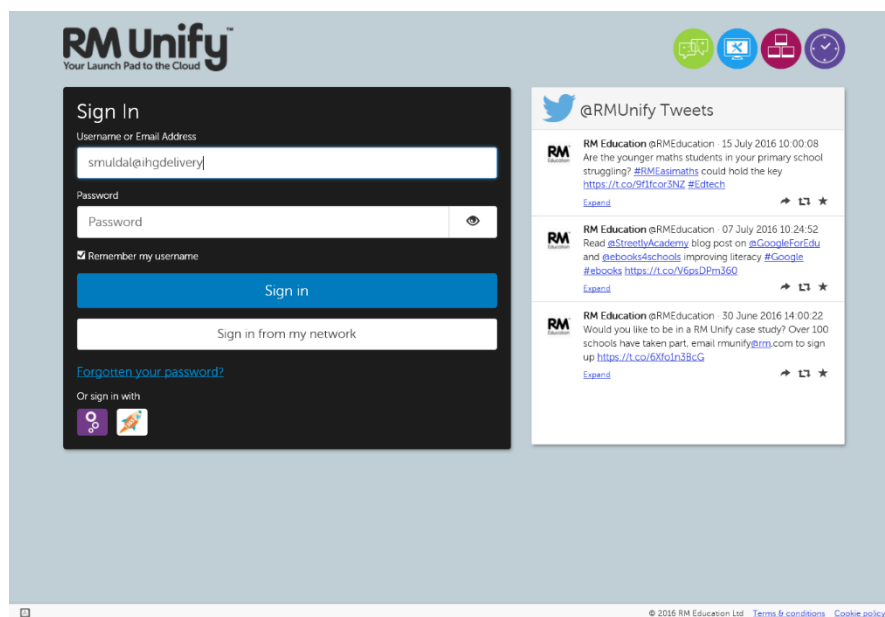 RM Unify™
Your Launch Pad to the Cloud
Sign In
Username or Email Address
smuldal@ihgdelivery
Password
Password
Remember my username
Sign in
Sign in from my network
Forgotten your password?
Or sign in with
@RMUnify Tweets
RM Education
RM Education @RMEducation · 15 July 2016 10:00:08
Are the younger maths students in your primary school
struggling? #RMEasimaths could hold the key
https://t.co/9f1fcor3NZ #Edtech
Expand
RM Education
RM Education @RMEducation · 07 July 2016 10:24:52
Read @StreetlyAcademy blog post on @GoogleForEdu
and @ebooks4schools improving literacy #Google
#ebooks https://t.co/V6psDPm360
Expand
RM Education
RM Education @RMEducation · 30 June 2016 14:00:22
Would you like to be in a RM Unify case study? Over 100
schools have taken part, email rmunify@rm.com to sign
up https://t.co/6Xfo1n3BcG
Expand
© 2016 RM Education Ltd Terms & conditions Cookie policy